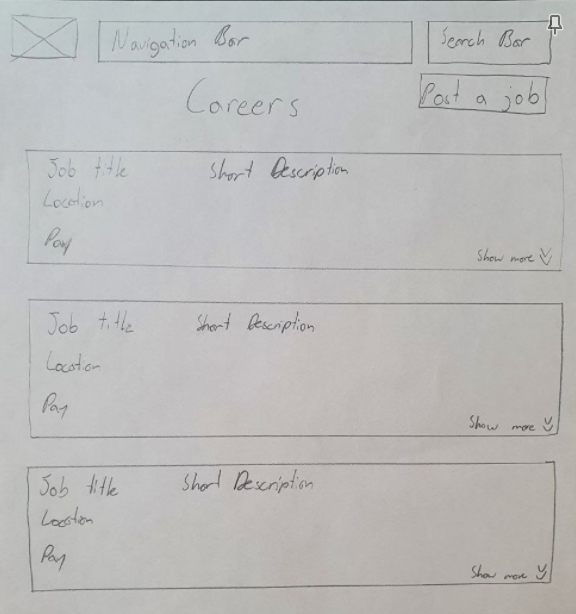 Navigation Bar Search Bar
Careers Post a job
Job title Short Description
Location
Pay
Show more
Job title Short Description
Location
Pay
Show more
Job title Short Description
Location
Pay
Show more